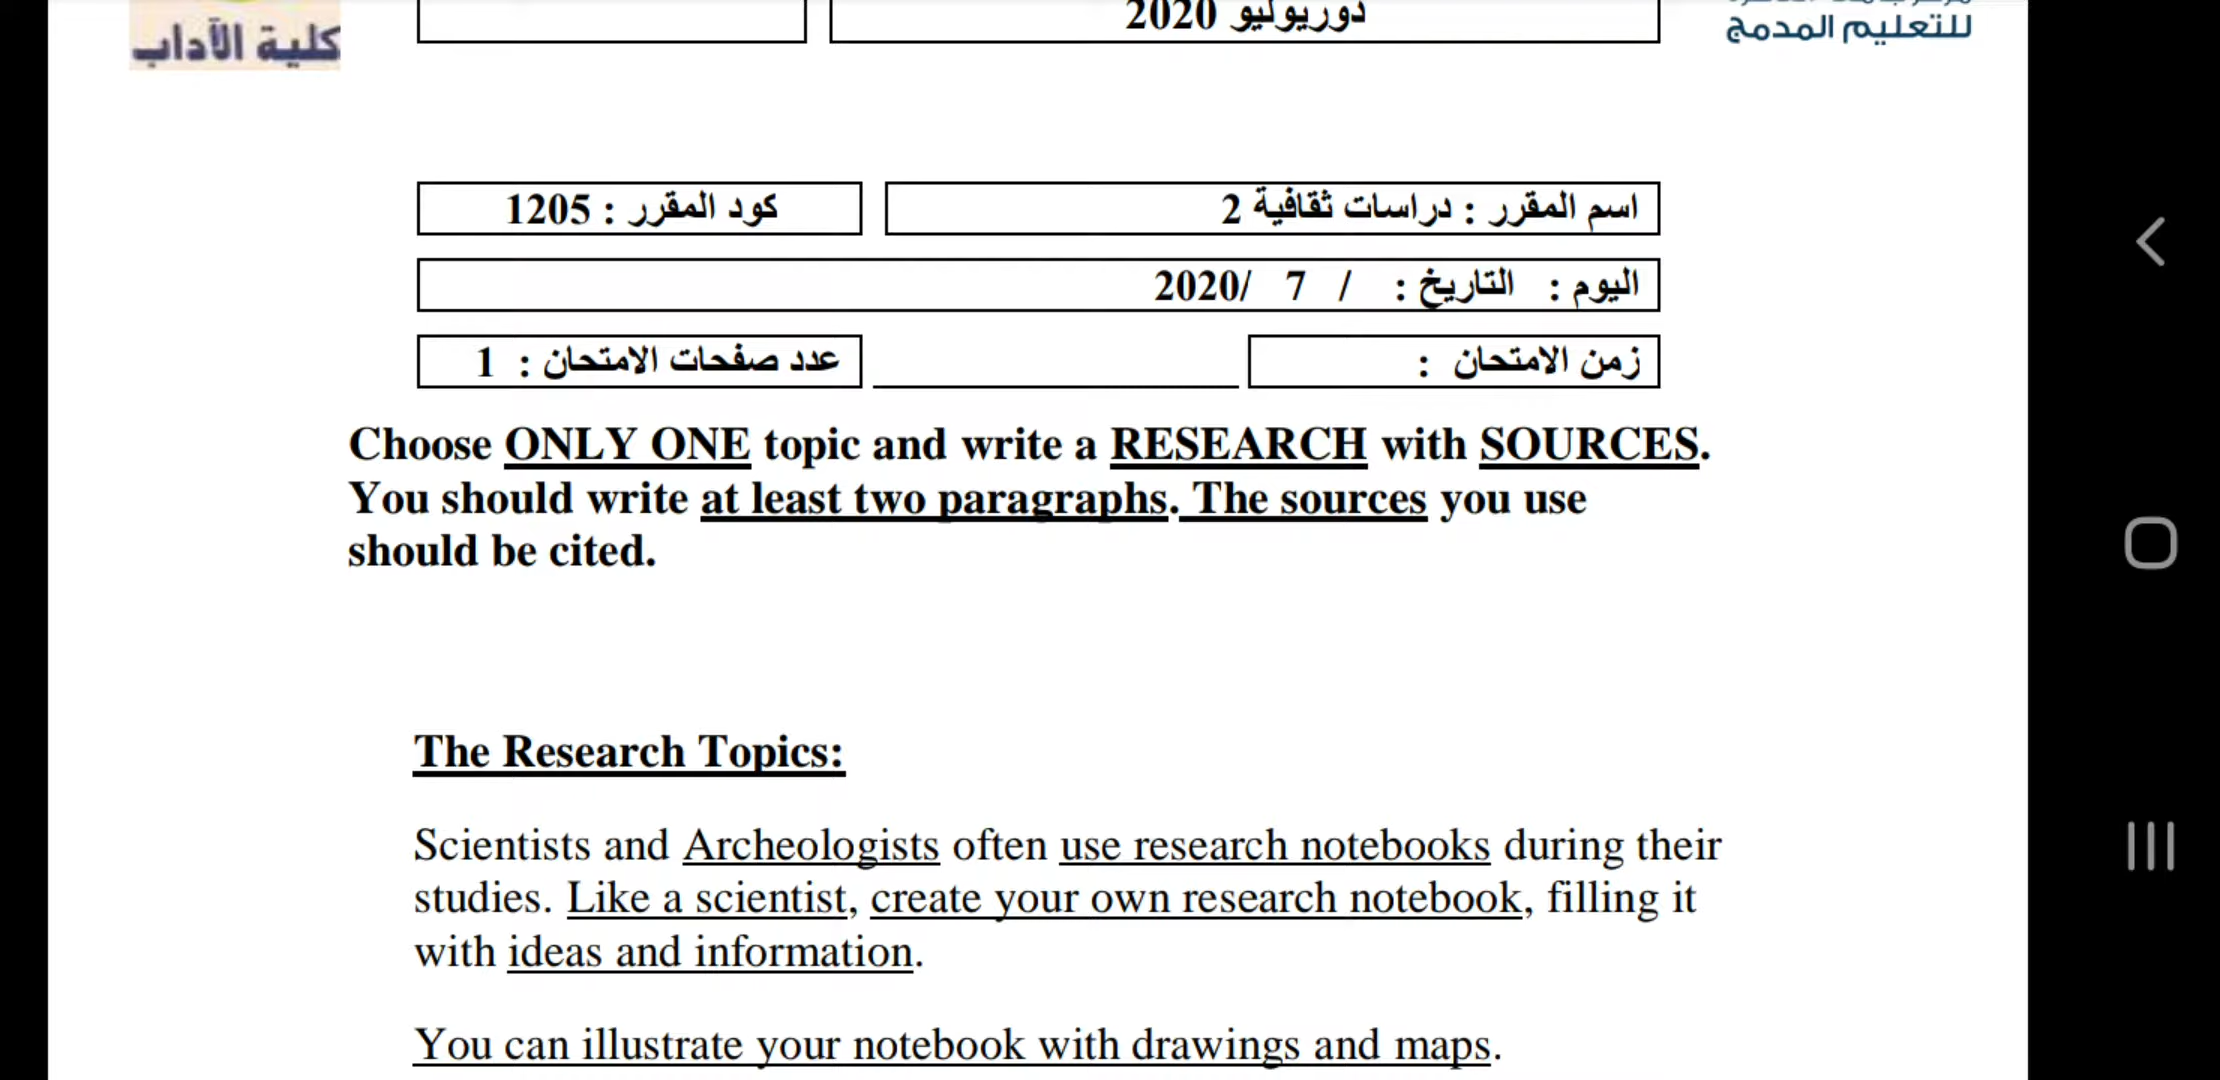 دوريوليو 2020
للتعليم المدمج
كلية الآداب
اسم المقرر : دراسات ثقافية 2
كود المقرر : 1205
اليوم : التاريخ : / 7 /2020
زمن الامتحان :
عدد صفحات الامتحان : 1
Choose ONLY ONE topic and write a RESEARCH with SOURCES.
You should write at least two paragraphs. The sources you use
should be cited.
The Research Topics:
Scientists and Archeologists often use research notebooks during their
studies. Like a scientist, create your own research notebook, filling it
with ideas and information.
You can illustrate your notebook with drawings and maps.